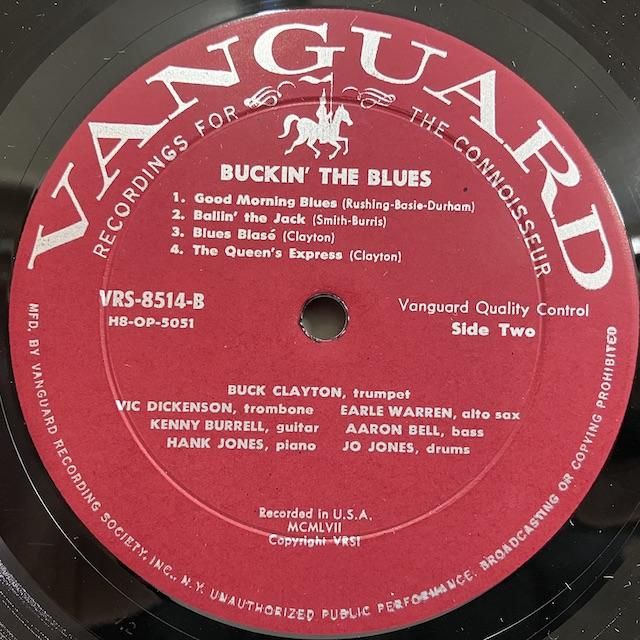 VANGUARD
RECORDINGS FOR THE CONNOISSEUR
BUCKIN' THE BLUES
1. Good Morning Blues (Rushing-Basie-Durham)
2. Ballin' the Jack (Smith-Burris)
3. Blues Blasé (Clayton)
4. The Queen's Express (Clayton)
VRS-8514-B
H8-OP-5051
Vanguard Quality Control
Side Two
BUCK CLAYTON, trumpet
VIC DICKENSON, trombone EARLE WARREN, alto sax
KENNY BURRELL, guitar AARON BELL, bass
HANK JONES, piano JO JONES, drums
Recorded in U.S.A.
MCMLVII
Copyright VRSI
MFD. BY VANGUARD RECORDING SOCIETY, INC., N.Y. UNAUTHORIZED PUBLIC PERFORMANCE, BROADCASTING OR COPYING PROHIBITED